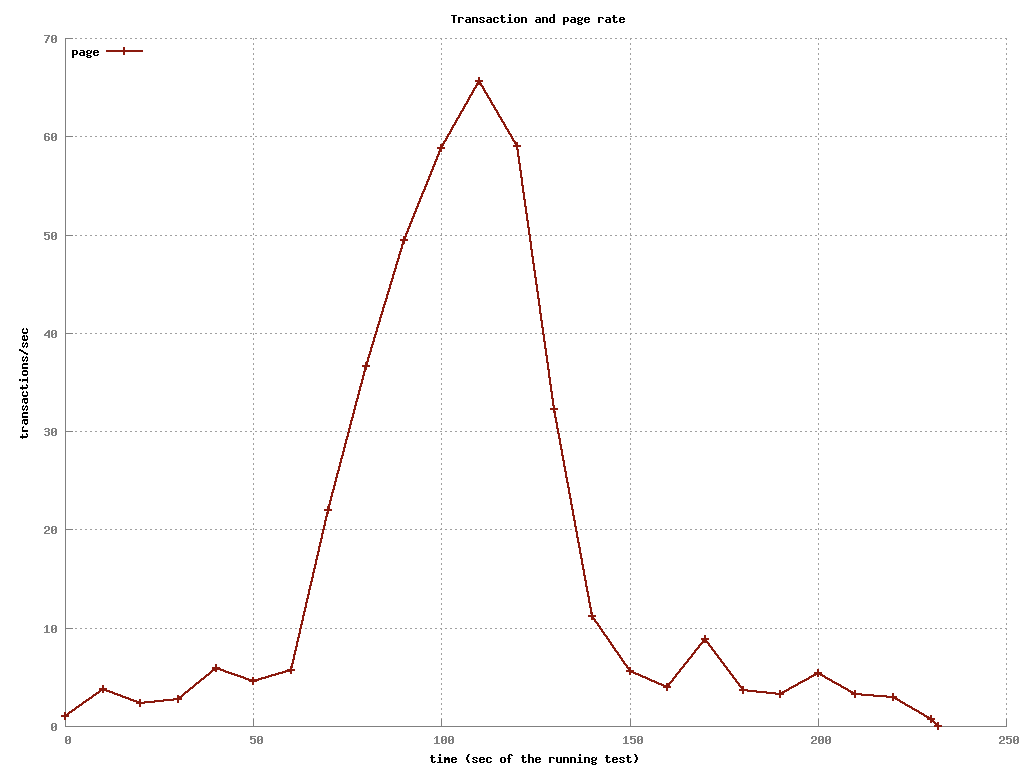 Transaction and page rate
70
page
60
50
40
transactions/sec
30
20
10
0
0 50 100 150 200 250
time (sec of the running test)